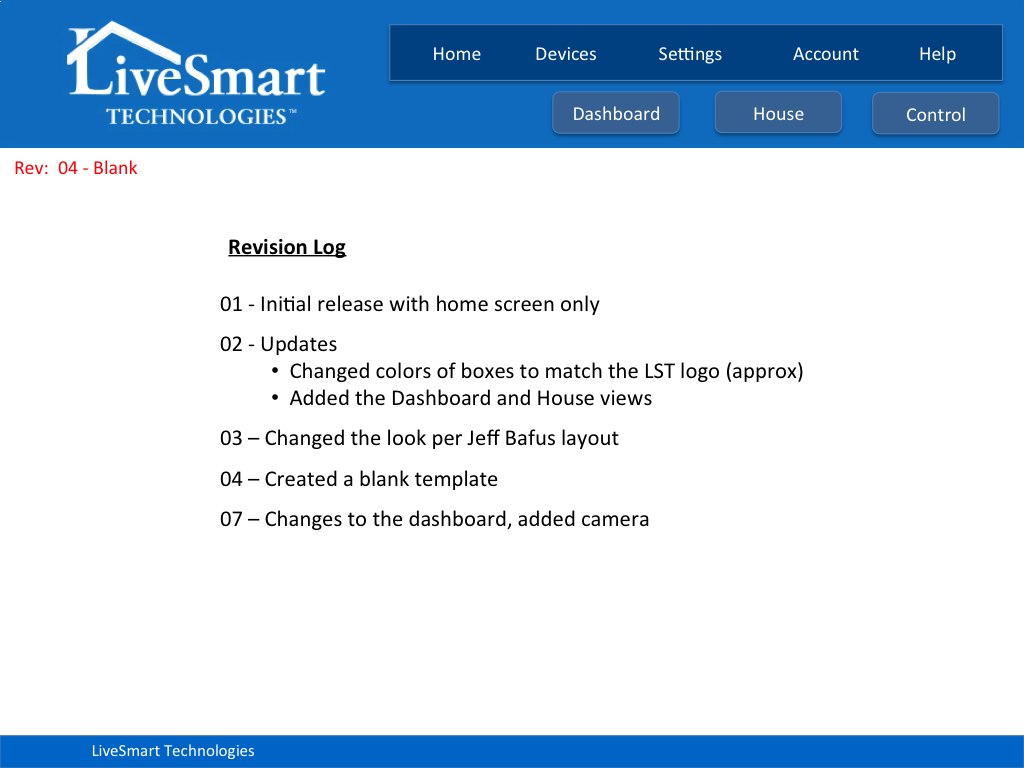 LiveSmart
TECHNOLOGIES™
Home Devices Settings Account Help
Dashboard House Control
Rev:  04 - Blank
Revision Log
01 - Initial release with home screen only
02 - Updates
• Changed colors of boxes to match the LST logo (approx)
• Added the Dashboard and House views
03 – Changed the look per Jeff Bafus layout
04 – Created a blank template
07 – Changes to the dashboard, added camera
LiveSmart Technologies